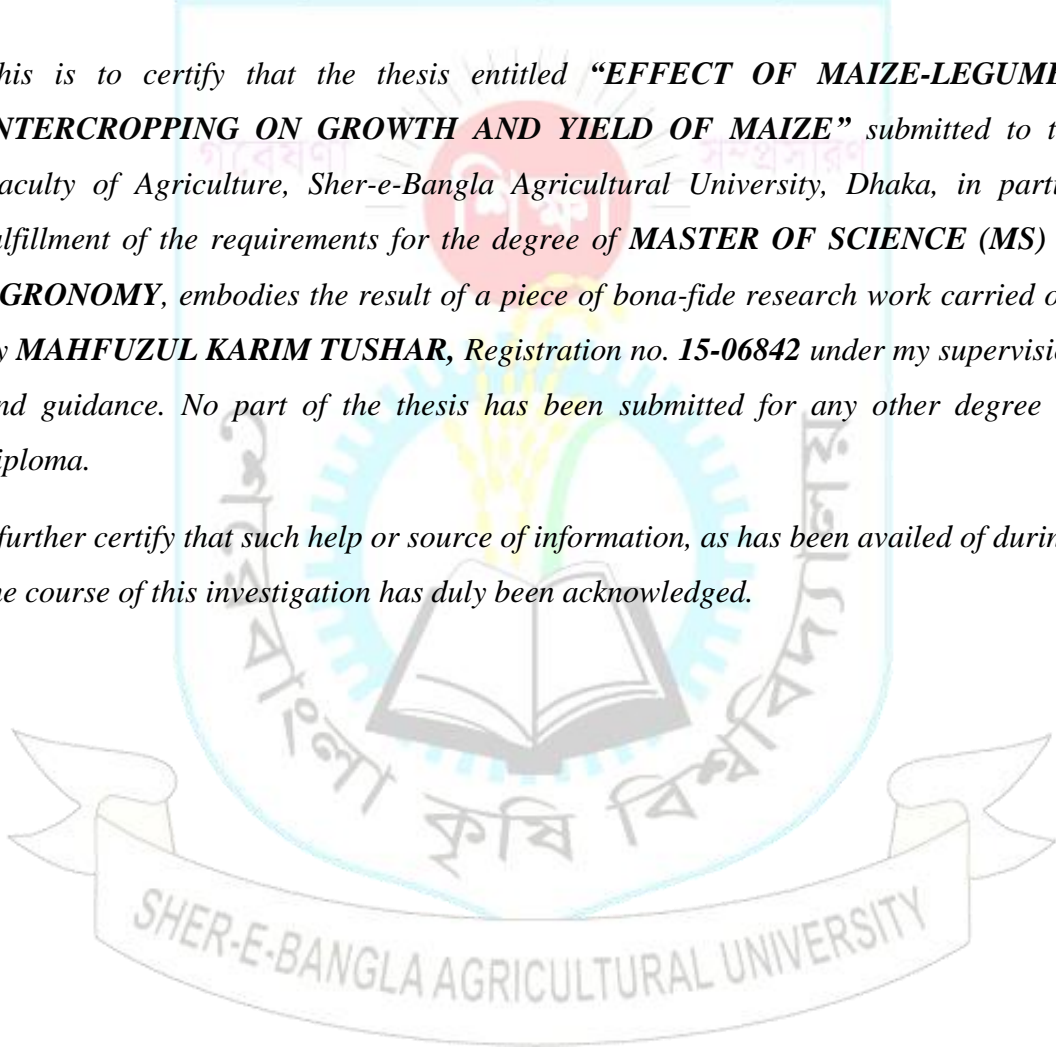 his is to certify that the thesis entitled “EFFECT OF MAIZE-LEGUME
NTERCROPPING ON GROWTH AND YIELD OF MAIZE” submitted to t
aculty of Agriculture, Sher-e-Bangla Agricultural University, Dhaka, in parti
ulfillment of the requirements for the degree of MASTER OF SCIENCE (MS)
GRONOMY, embodies the result of a piece of bona-fide research work carried o
y MAHFUZUL KARIM TUSHAR, Registration no. 15-06842 under my supervisio
nd guidance. No part of the thesis has been submitted for any other degree
iploma.
further certify that such help or source of information, as has been availed of durin
he course of this investigation has duly been acknowledged.
গবেষণা
শিক্ষা
সম্প্রসারণ
শেরেবাংলা কৃষি বিশ্ববিদ্যালয়
SHER-E-BANGLA AGRICULTURAL UNIVERSITY